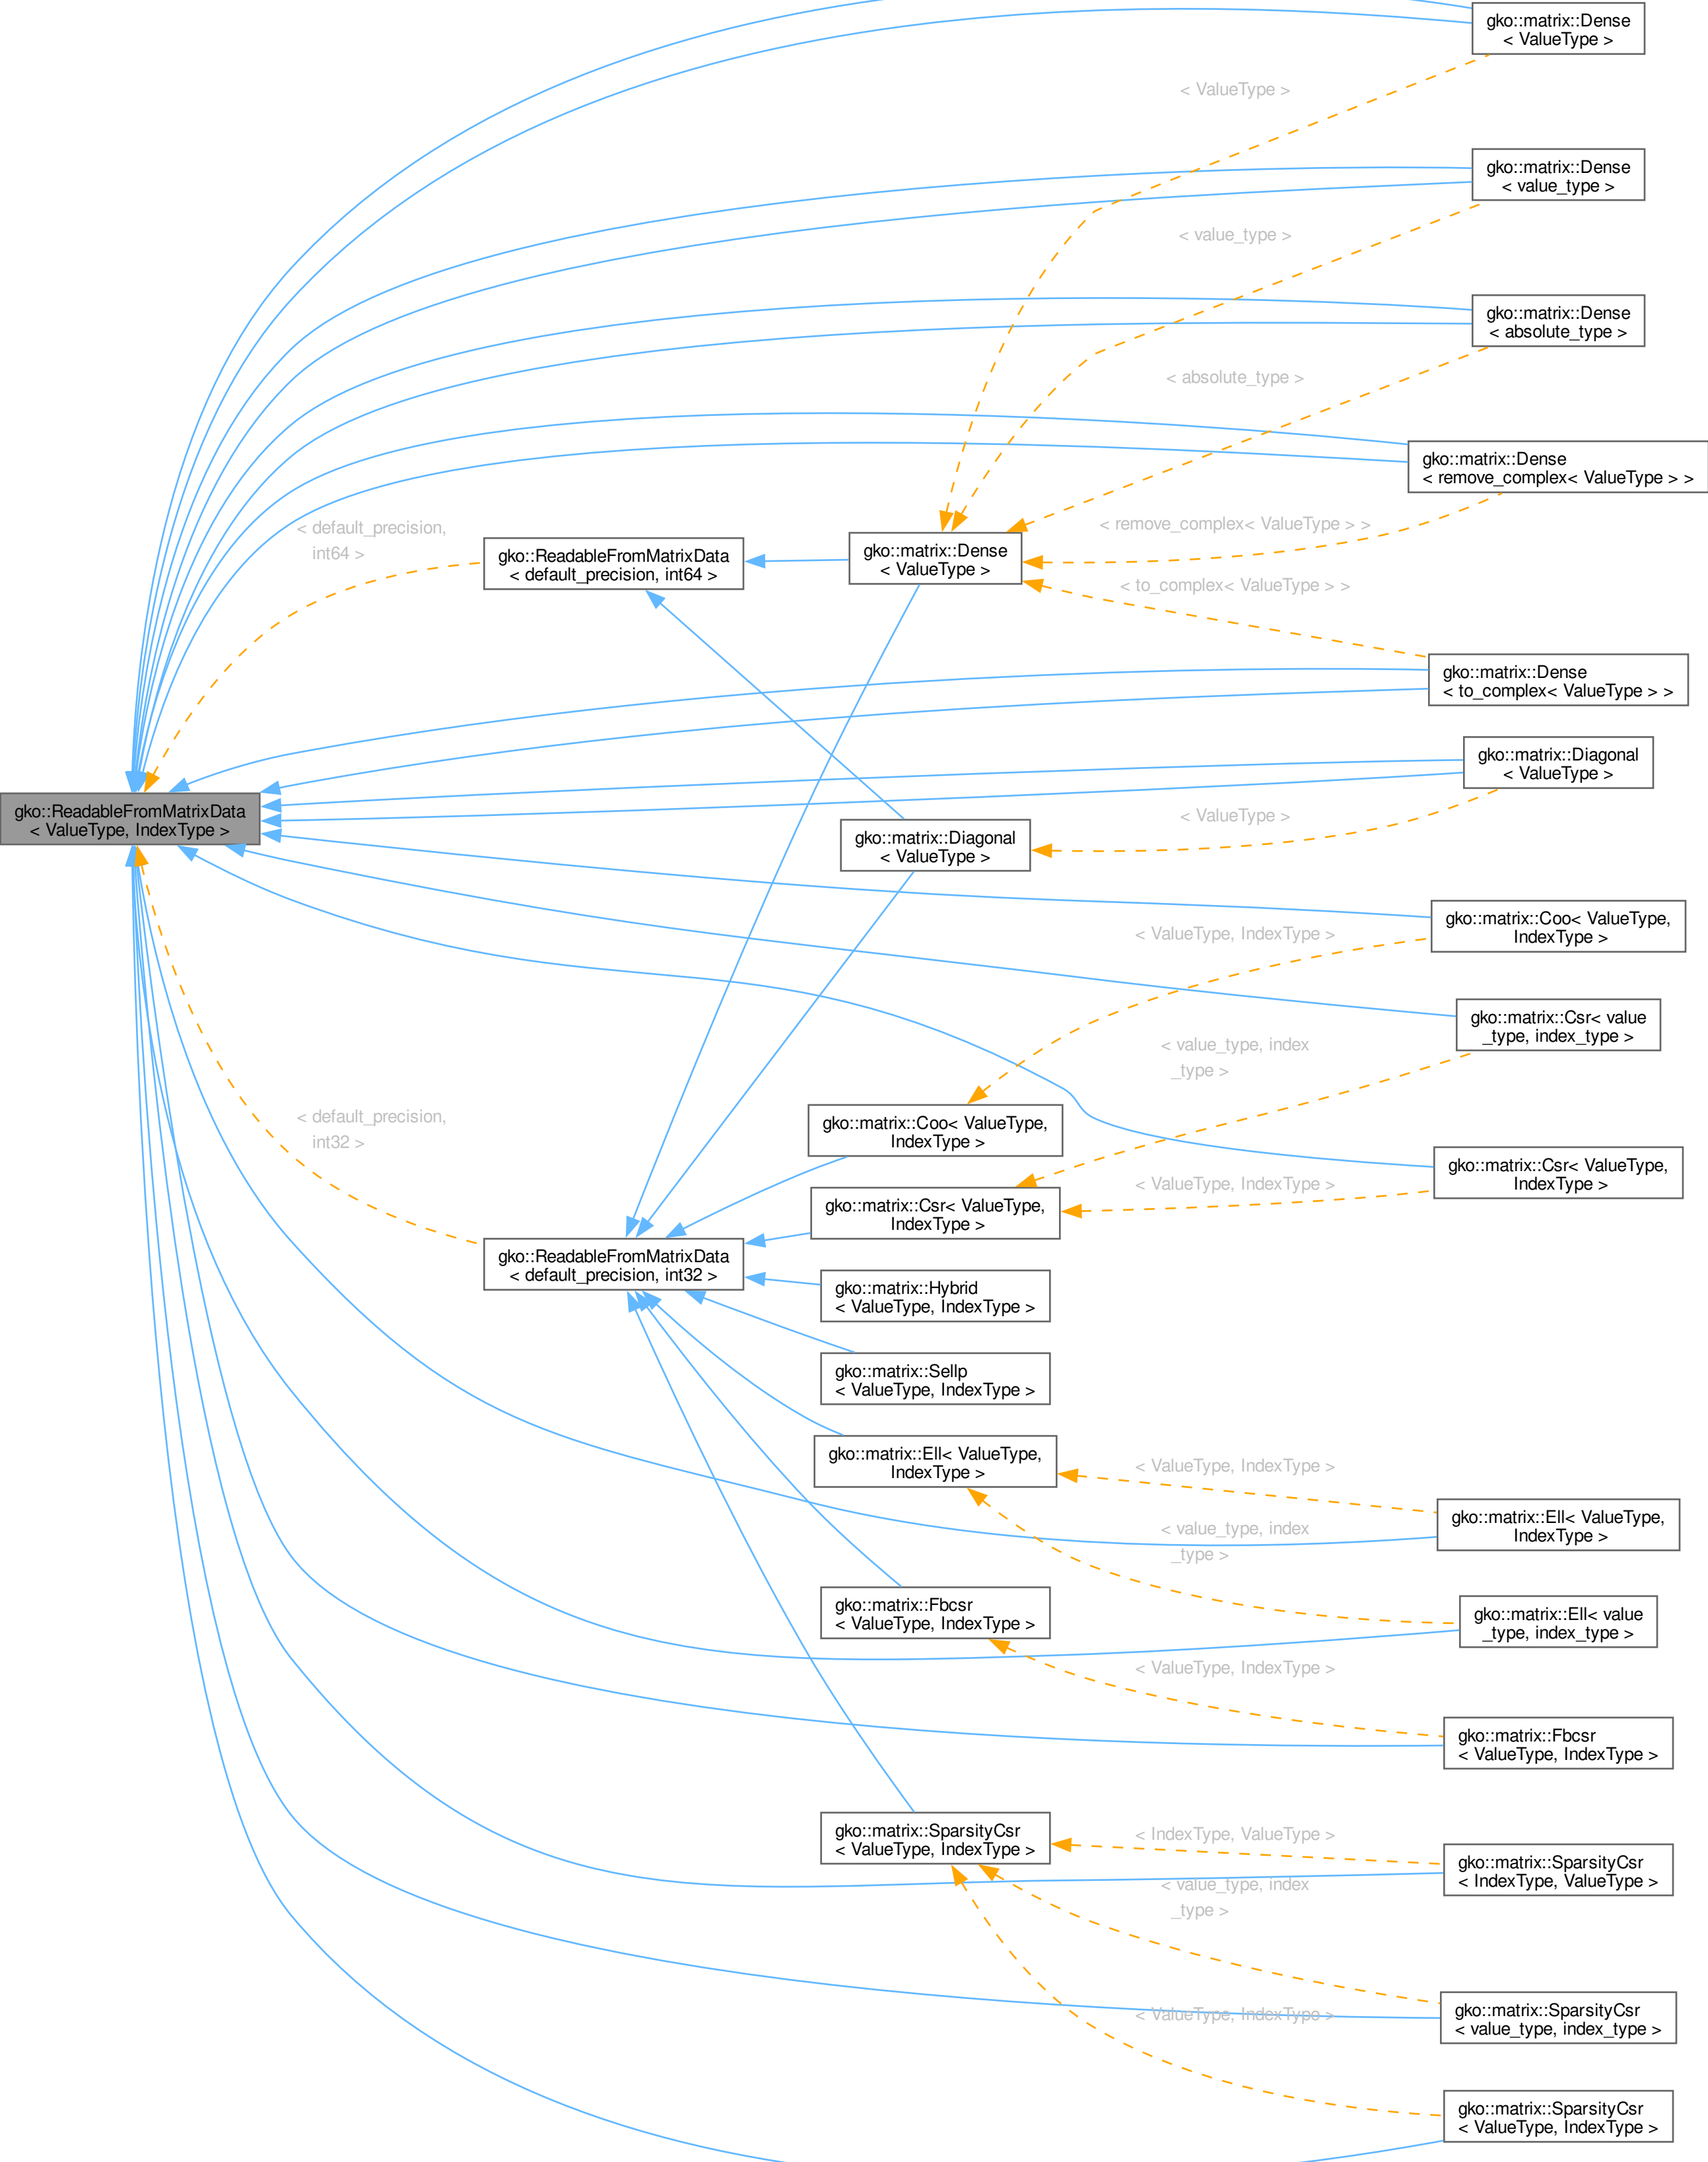 gko::matrix::Dense
< ValueType >
< ValueType >
gko::matrix::Dense
< value_type >
< value_type >
gko::matrix::Dense
< absolute_type >
< absolute_type >
gko::matrix::Dense
< remove_complex< ValueType > >
< default_precision,
int64 >
< remove_complex< ValueType > >
gko::ReadableFromMatrixData
< default_precision, int64 >
gko::matrix::Dense
< ValueType >
< to_complex< ValueType > >
gko::matrix::Dense
< to_complex< ValueType > >
gko::matrix::Diagonal
< ValueType >
gko::ReadableFromMatrixData
< ValueType, IndexType >
< ValueType >
gko::matrix::Diagonal
< ValueType >
gko::matrix::Coo< ValueType,
IndexType >
< ValueType, IndexType >
gko::matrix::Csr< value
_type, index_type >
< value_type, index
_type >
< default_precision,
int32 >
gko::matrix::Coo< ValueType,
IndexType >
gko::matrix::Csr< ValueType,
IndexType >
< ValueType, IndexType >
gko::matrix::Csr< ValueType,
IndexType >
gko::ReadableFromMatrixData
< default_precision, int32 >
gko::matrix::Hybrid
< ValueType, IndexType >
gko::matrix::Sellp
< ValueType, IndexType >
gko::matrix::Ell< ValueType,
IndexType >
< ValueType, IndexType >
gko::matrix::Ell< ValueType,
IndexType >
< value_type, index
_type >
gko::matrix::Fbcsr
< ValueType, IndexType >
gko::matrix::Ell< value
_type, index_type >
< ValueType, IndexType >
gko::matrix::Fbcsr
< ValueType, IndexType >
gko::matrix::SparsityCsr
< ValueType, IndexType >
< IndexType, ValueType >
gko::matrix::SparsityCsr
< IndexType, ValueType >
< value_type, index
_type >
gko::matrix::SparsityCsr
< value_type, index_type >
< ValueType, IndexType >
gko::matrix::SparsityCsr
< ValueType, IndexType >